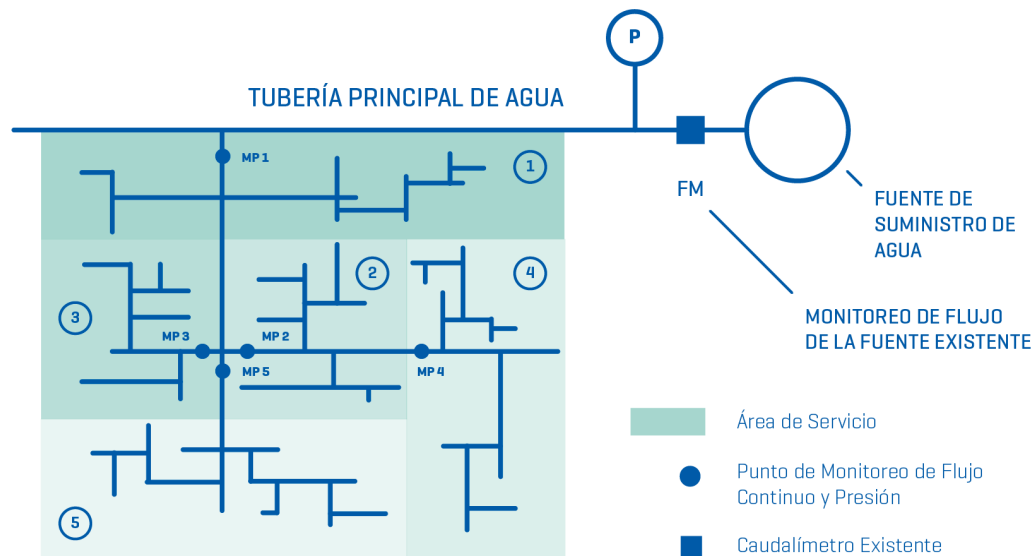 P
TUBERÍA PRINCIPAL DE AGUA
MP 1
1
FM
FUENTE DE
SUMINISTRO DE
AGUA
2
4
3
MP 3
MP 2
MP 5
MP 4
MONITOREO DE FLUJO
DE LA FUENTE EXISTENTE
5
Área de Servicio
Punto de Monitoreo de Flujo
Continuo y Presión
Caudalímetro Existente